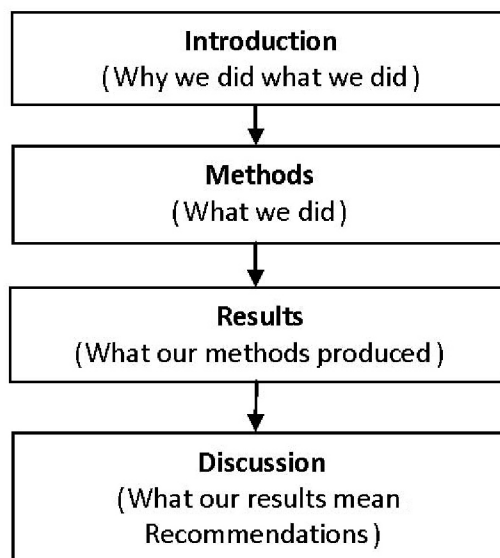 Introduction
(Why we did what we did)
Methods
(What we did)
Results
(What our methods produced)
Discussion
(What our results mean
Recommendations)